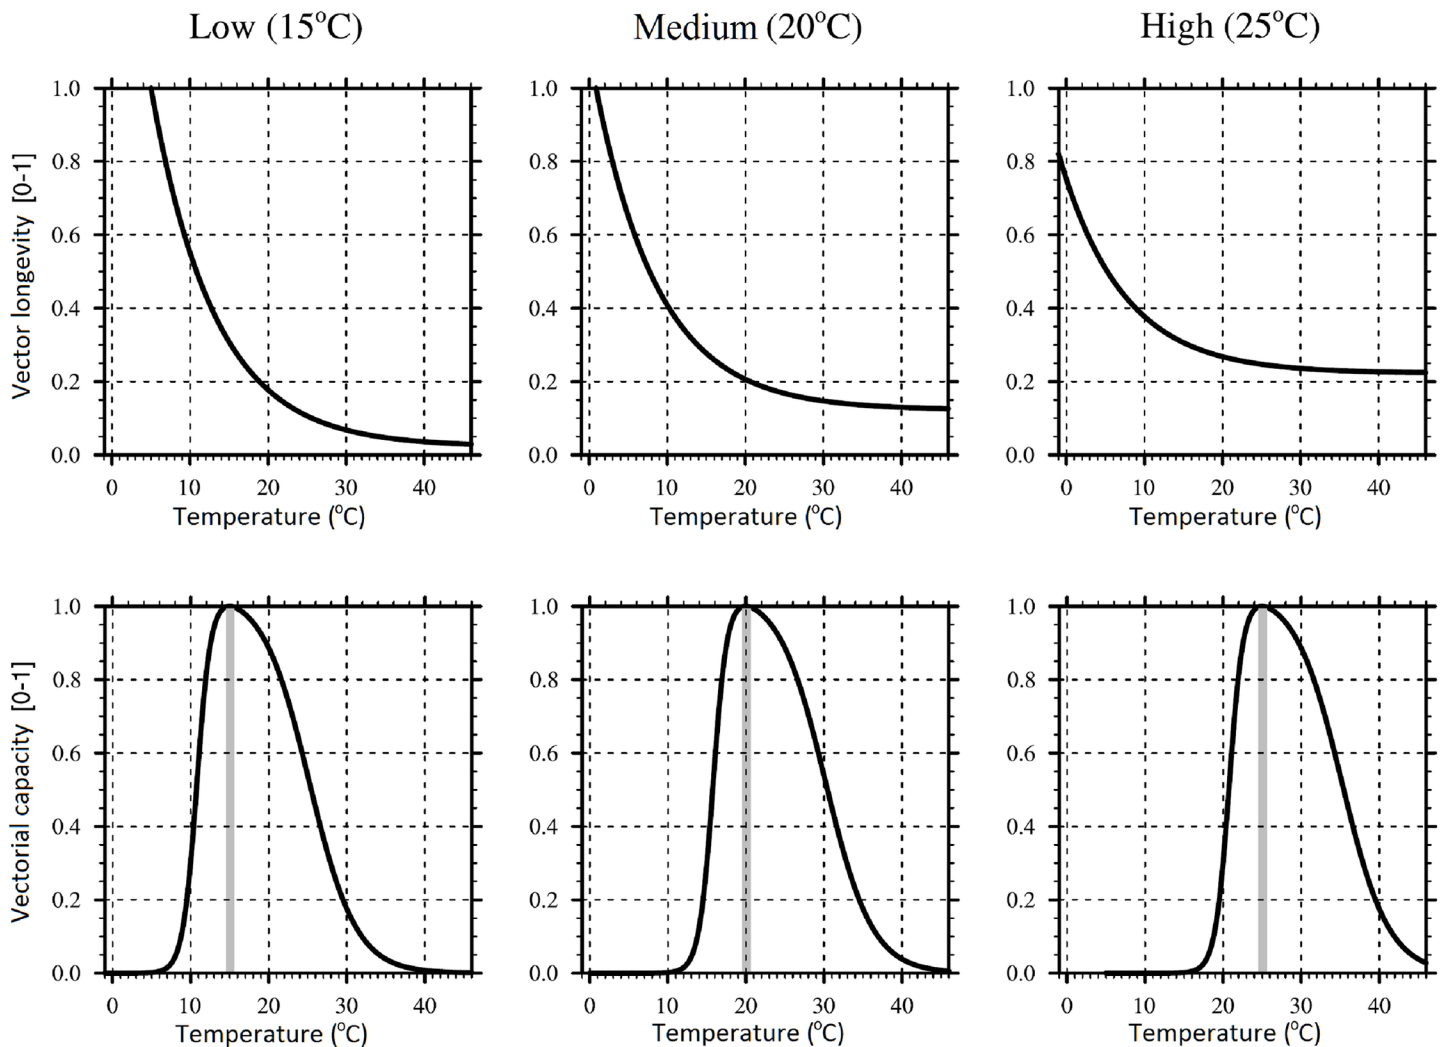 Low (15°C) Medium (20°C) High (25°C)
Vector longevity [0-1]
1.0 1.0 1.0
0.8 0.8 0.8
0.6 0.6 0.6
0.4 0.4 0.4
0.2 0.2 0.2
0.0 0.0 0.0
0 10 20 30 40 0 10 20 30 40 0 10 20 30 40
Temperature (°C) Temperature (°C) Temperature (°C)
Vectorial capacity [0-1]
1.0 1.0 1.0
0.8 0.8 0.8
0.6 0.6 0.6
0.4 0.4 0.4
0.2 0.2 0.2
0.0 0.0 0.0
0 10 20 30 40 0 10 20 30 40 0 10 20 30 40
Temperature (°C) Temperature (°C) Temperature (°C)